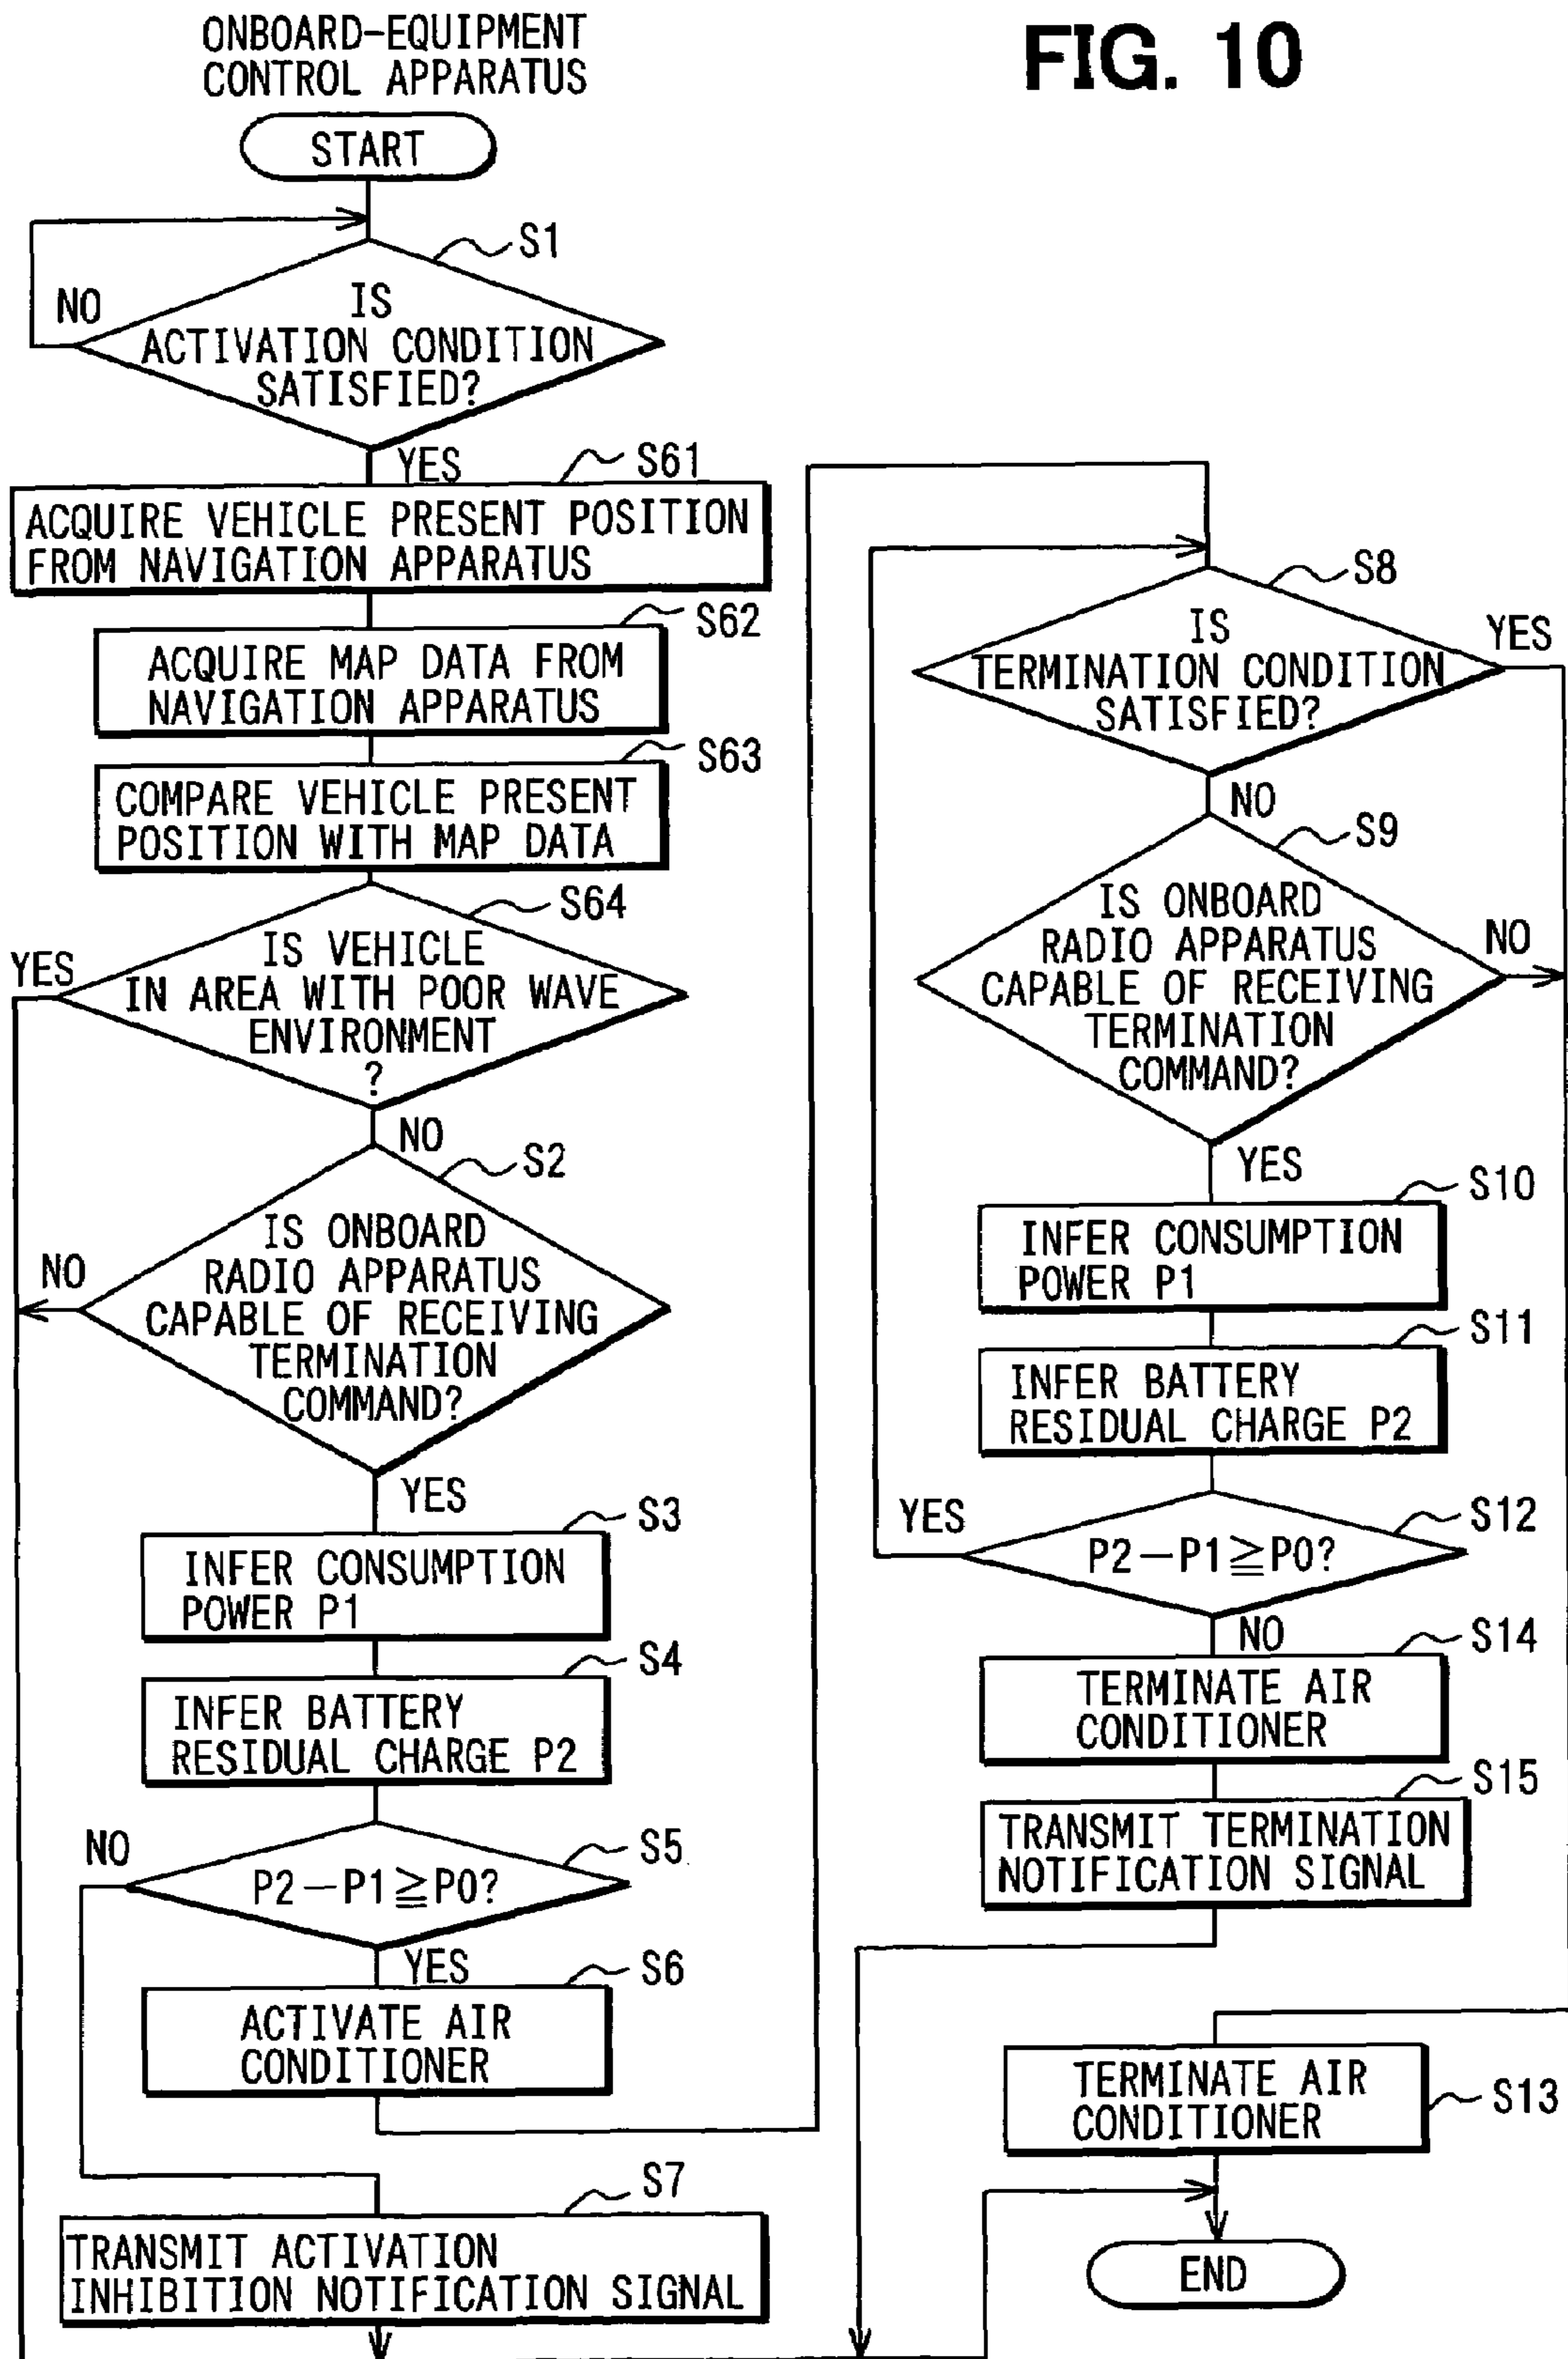 ONBOARD-EQUIPMENT
CONTROL APPARATUS
FIG. 10
START
S1
NO
IS
ACTIVATION CONDITION
SATISFIED?
YES
S61
ACQUIRE VEHICLE PRESENT POSITION
FROM NAVIGATION APPARATUS
S62
ACQUIRE MAP DATA FROM
NAVIGATION APPARATUS
S63
COMPARE VEHICLE PRESENT
POSITION WITH MAP DATA
S64
YES
IS VEHICLE
IN AREA WITH POOR WAVE
ENVIRONMENT
?
NO
S2
NO
IS ONBOARD
RADIO APPARATUS
CAPABLE OF RECEIVING
TERMINATION
COMMAND?
YES
S3
INFER CONSUMPTION
POWER P1
S4
INFER BATTERY
RESIDUAL CHARGE P2
NO
S5
P2－P1≧P0?
YES
S6
ACTIVATE AIR
CONDITIONER
S7
TRANSMIT ACTIVATION
INHIBITION NOTIFICATION SIGNAL
S8
IS
TERMINATION CONDITION
SATISFIED?
YES
NO
S9
IS ONBOARD
RADIO APPARATUS
CAPABLE OF RECEIVING
TERMINATION
COMMAND?
NO
YES
S10
INFER CONSUMPTION
POWER P1
S11
INFER BATTERY
RESIDUAL CHARGE P2
YES
S12
P2－P1≧P0?
NO
S14
TERMINATE AIR
CONDITIONER
S15
TRANSMIT TERMINATION
NOTIFICATION SIGNAL
TERMINATE AIR
CONDITIONER
S13
END